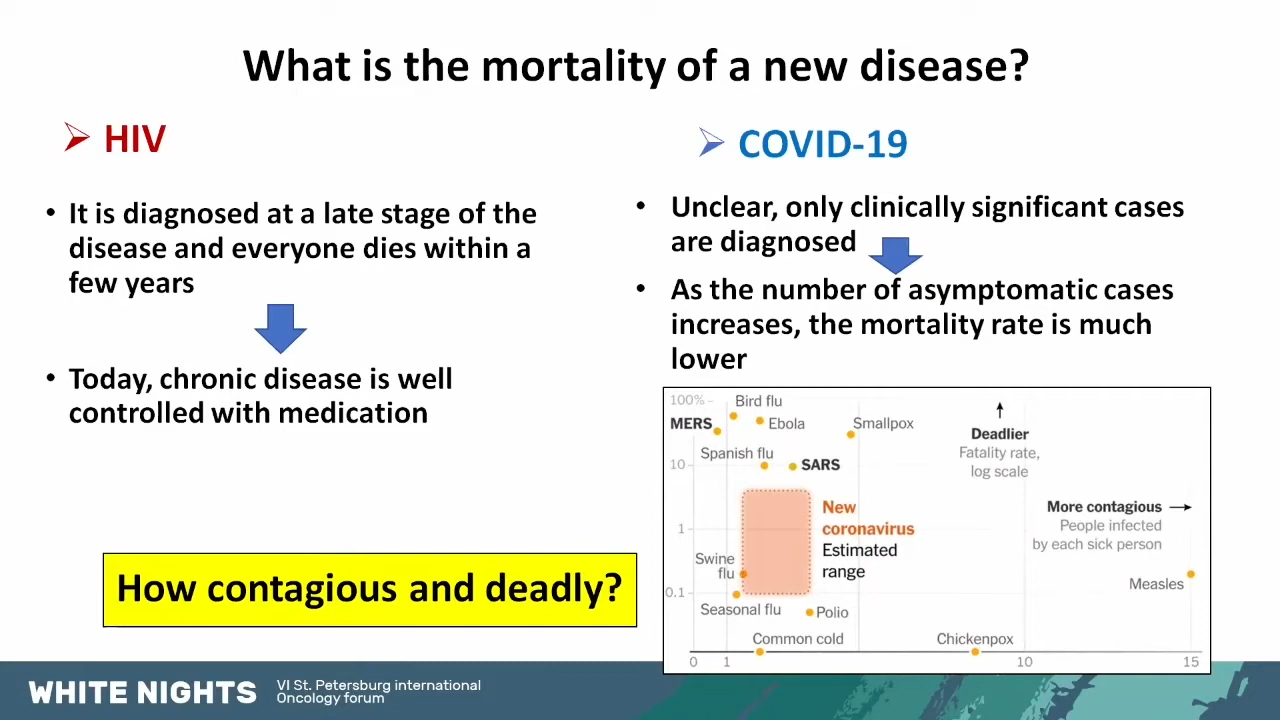 What is the mortality of a new disease?
➢ HIV
• It is diagnosed at a late stage of the
disease and everyone dies within a
few years
• Today, chronic disease is well
controlled with medication
How contagious and deadly?
➢ COVID-19
• Unclear, only clinically significant cases
are diagnosed
• As the number of asymptomatic cases
increases, the mortality rate is much
lower
100%
Bird flu
MERS
Ebola
Smallpox
Deadlier
Fatality rate,
log scale
Spanish flu
SARS
10
More contagious
People infected
by each sick person
New
coronavirus
Estimated
range
1
Swine
flu
Measles
0.1
Seasonal flu
Polio
Common cold
Chickenpox
0 1 10 15
WHITE NIGHTS
VI St. Petersburg international
Oncology forum